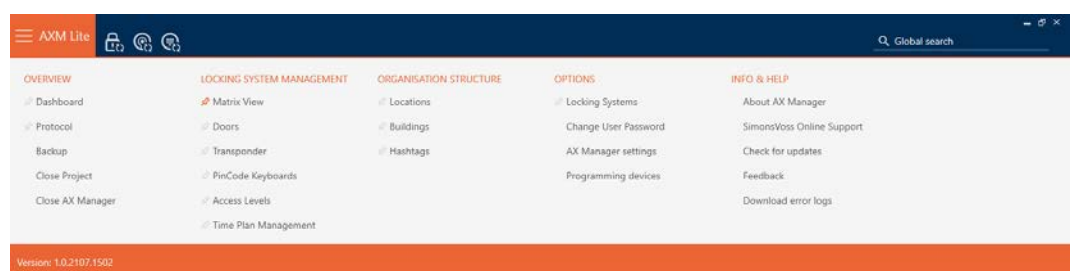 AXM Lite
Global search
OVERVIEW
Dashboard
Protocol
Backup
Close Project
Close AX Manager
LOCKING SYSTEM MANAGEMENT
Matrix View
Doors
Transponder
PinCode Keyboards
Access Levels
Time Plan Management
ORGANISATION STRUCTURE
Locations
Buildings
Hashtags
OPTIONS
Locking Systems
Change User Password
AX Manager settings
Programming devices
INFO & HELP
About AX Manager
SimonsVoss Online Support
Check for updates
Feedback
Download error logs
Version: 1.0.2107.1502